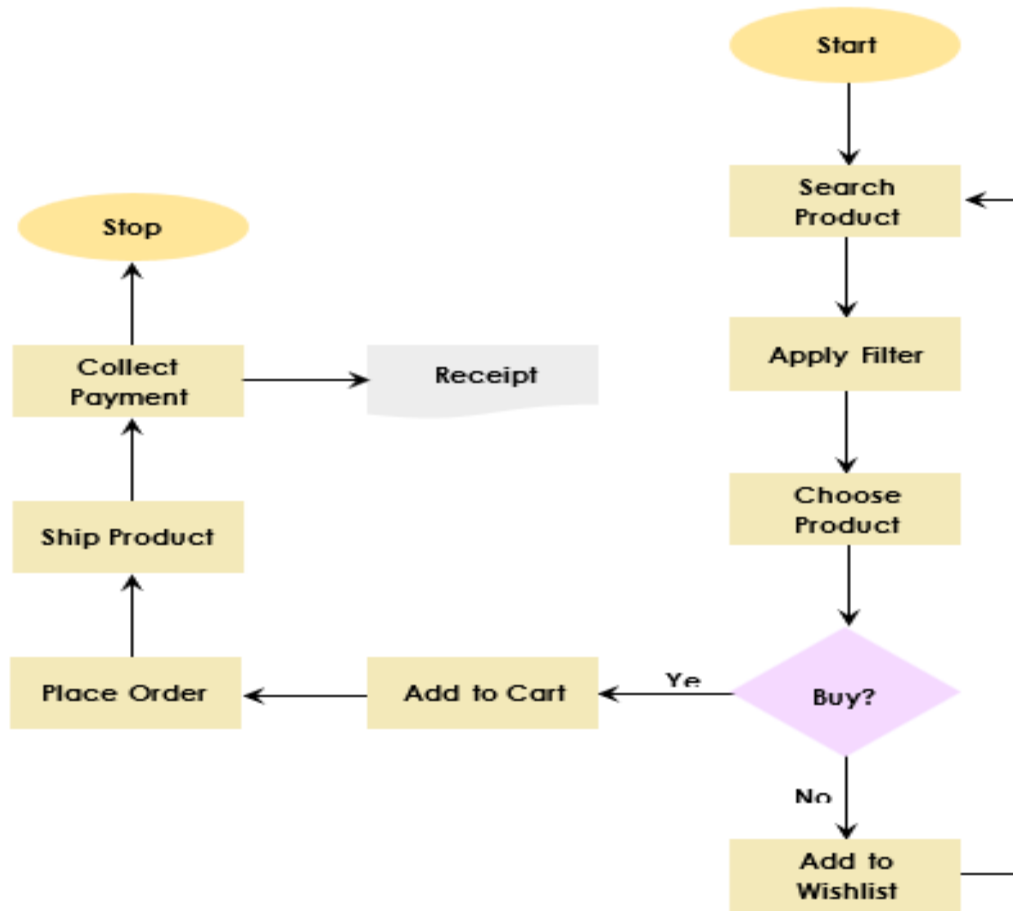 Start
Search
Product
Apply Filter
Choose
Product
Buy?
Ye
No
Add to
Wishlist
Add to Cart
Place Order
Ship Product
Collect
Payment
Receipt
Stop